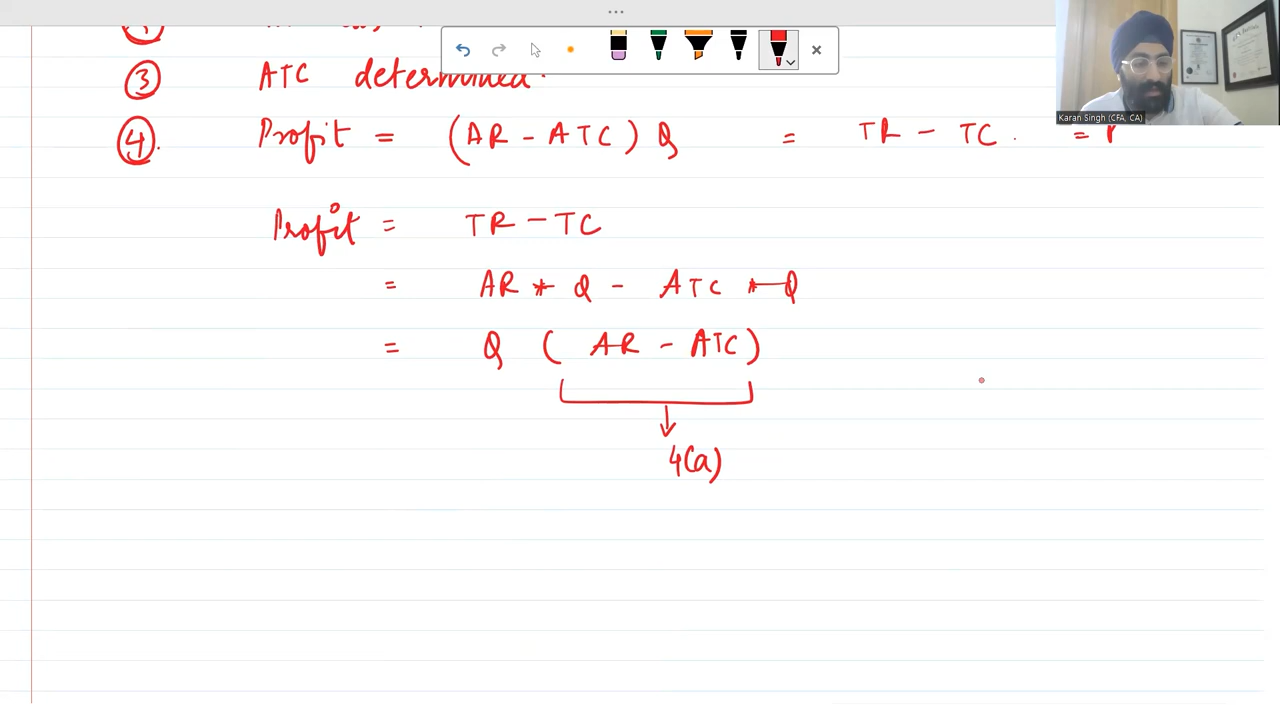 ③ ATC determined.
④. Profit = (AR - ATC) Q = TR - TC. =
Karan Singh (CFA, CA)
Profit = TR - TC
= AR * Q - ATC * Q
= Q (AR - ATC)
4(a)